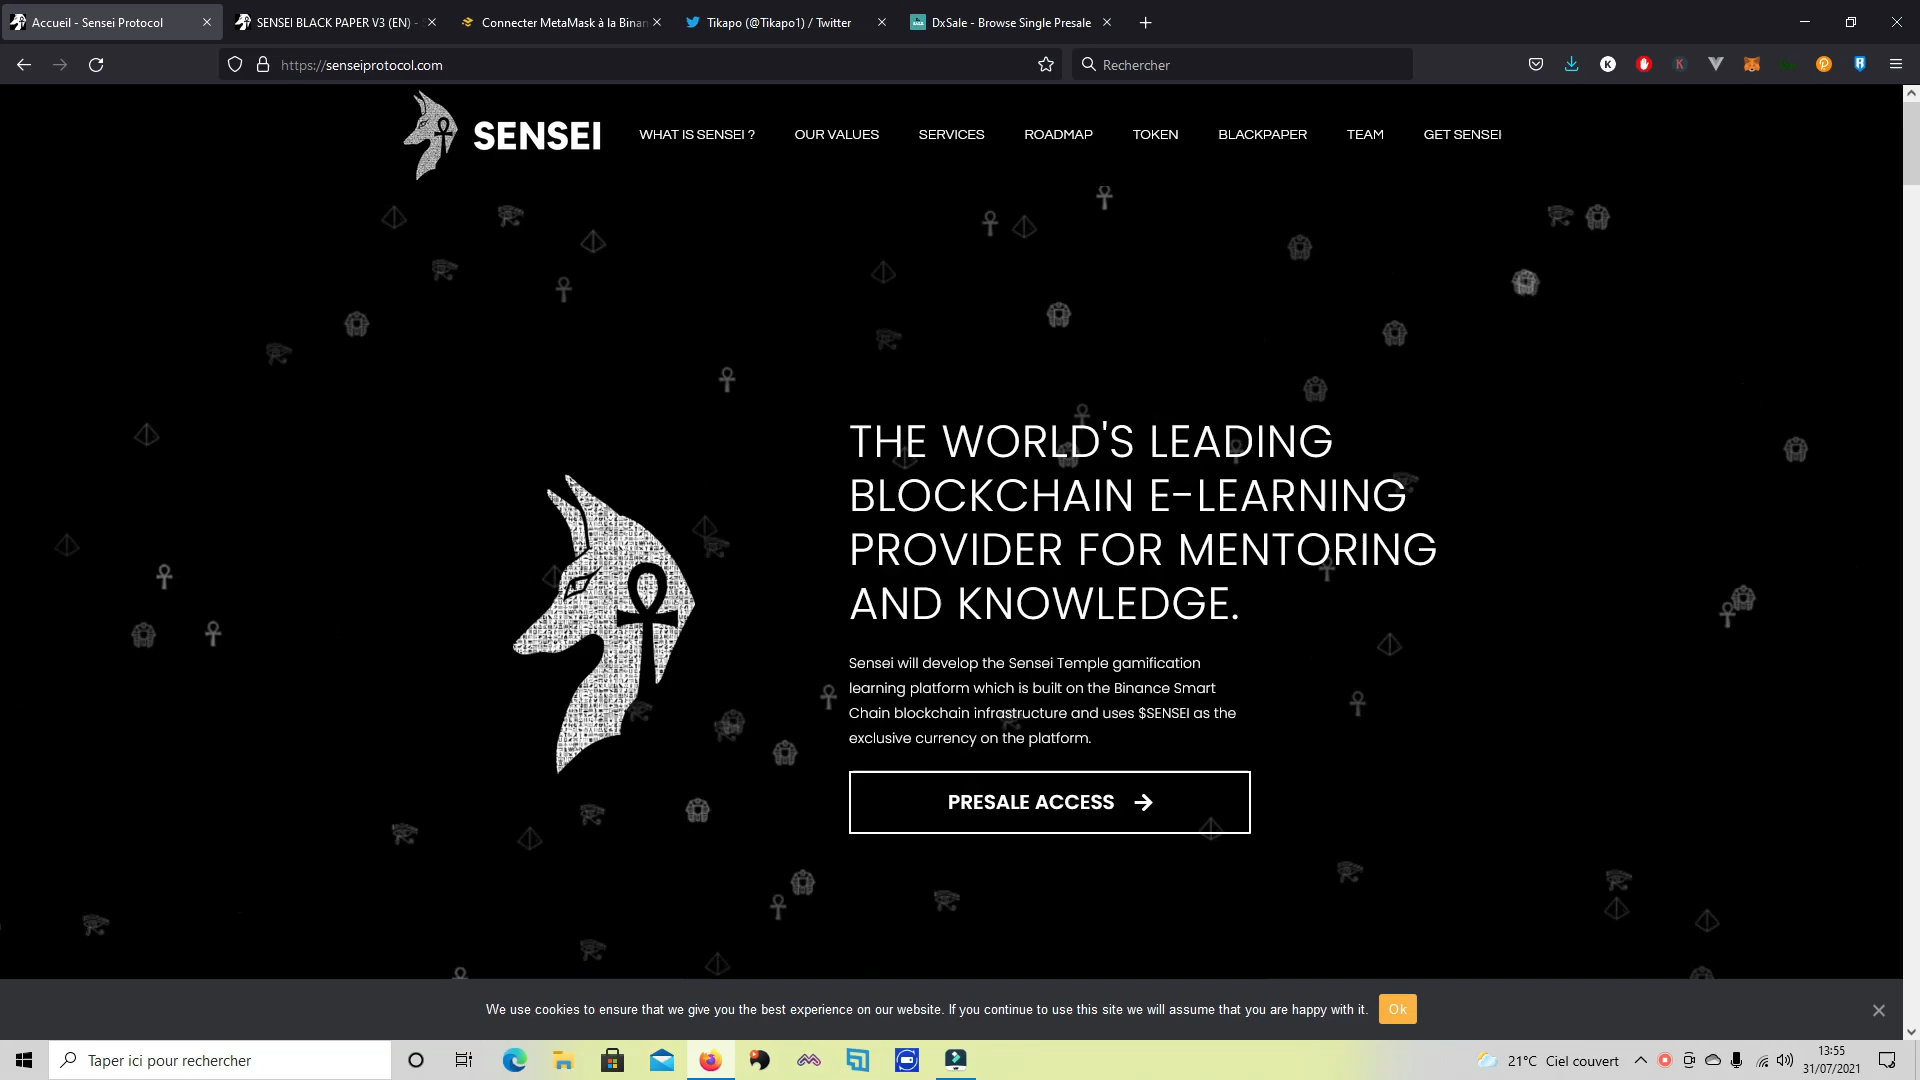 Accueil - Sensei Protocol
SENSEI BLACK PAPER V3 (EN) -
Connecter MetaMask à la Binan
Tikapo (@Tikapo1) / Twitter
DxSale - Browse Single Presale
https://senseiprotocol.com
Rechercher
SENSEI
WHAT IS SENSEI ?
OUR VALUES
SERVICES
ROADMAP
TOKEN
BLACKPAPER
TEAM
GET SENSEI
THE WORLD'S LEADING
BLOCKCHAIN E-LEARNING
PROVIDER FOR MENTORING
AND KNOWLEDGE.
Sensei will develop the Sensei Temple gamification
learning platform which is built on the Binance Smart
Chain blockchain infrastructure and uses $SENSEI as the
exclusive currency on the platform.
PRESALE ACCESS
We use cookies to ensure that we give you the best experience on our website. If you continue to use this site we will assume that you are happy with it.
Ok
Taper ici pour rechercher
21°C Ciel couvert
13:55
31/07/2021